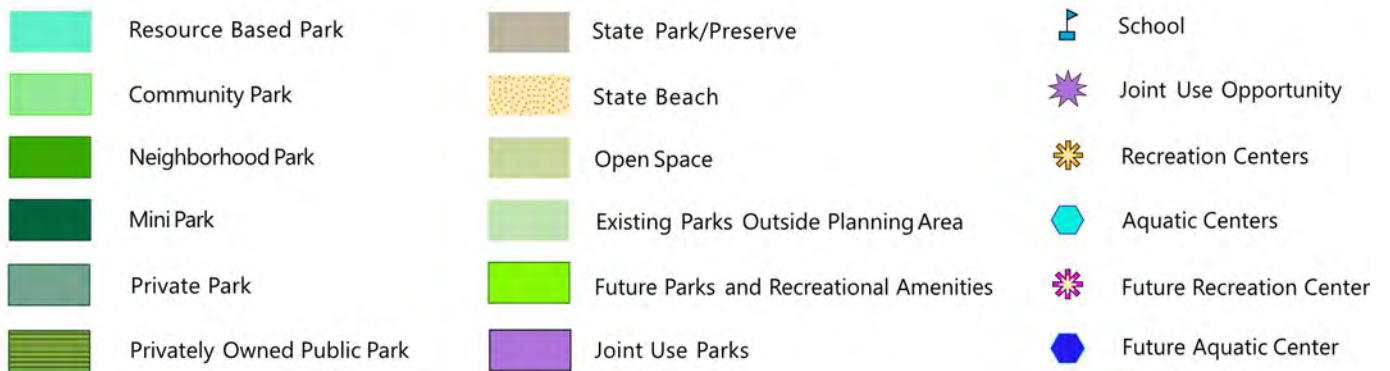 Resource Based Park
Community Park
Neighborhood Park
Mini Park
Private Park
Privately Owned Public Park
State Park/Preserve
State Beach
Open Space
Existing Parks Outside Planning Area
Future Parks and Recreational Amenities
Joint Use Parks
School
Joint Use Opportunity
Recreation Centers
Aquatic Centers
Future Recreation Center
Future Aquatic Center